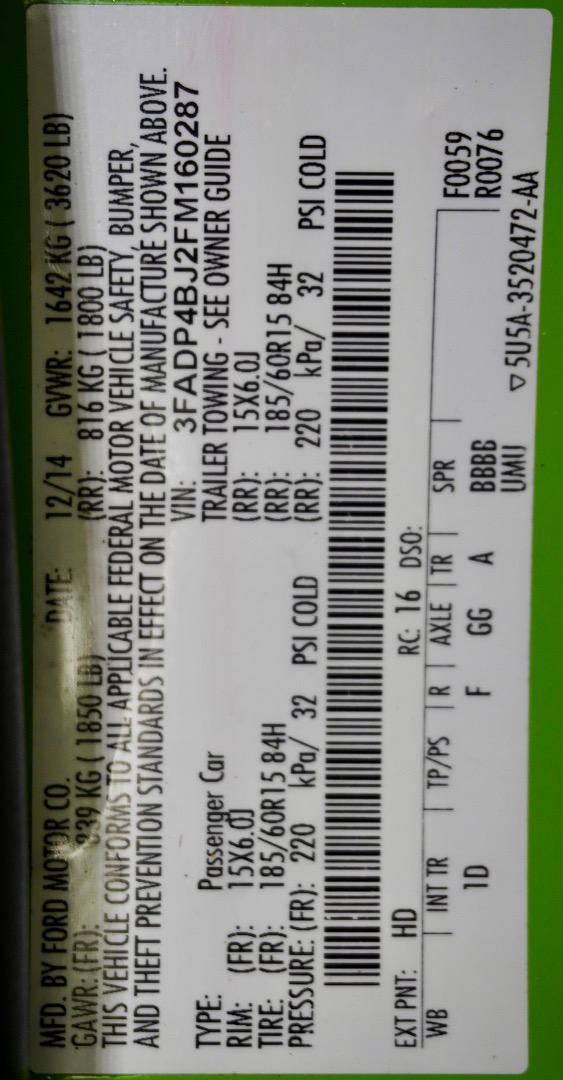 MFD. BY FORD MOTOR CO. DATE: 12/14 GVWR: 1642 KG ( 3620 LB)
GAWR: (FR): 839 KG ( 1850 LB) (RR): 816 KG ( 1800 LB)
THIS VEHICLE CONFORMS TO ALL APPLICABLE FEDERAL MOTOR VEHICLE SAFETY, BUMPER,
AND THEFT PREVENTION STANDARDS IN EFFECT ON THE DATE OF MANUFACTURE SHOWN ABOVE.
VIN: 3FADP4BJ2FM160287
TYPE: Passenger Car TRAILER TOWING - SEE OWNER GUIDE
RIM: (FR): 15X6.0J (RR): 15X6.0J
TIRE: (FR): 185/60R15 84H (RR): 185/60R15 84H
PRESSURE: (FR): 220 kPa/ 32 PSI COLD (RR): 220 kPa/ 32 PSI COLD
EXT PNT: HD RC: 16 DSO: F0059
WB INT TR TP/PS R AXLE TR SPR R0076
1D F GG A BBBB
UMIJ
▽ 5U5A-3520472-AA